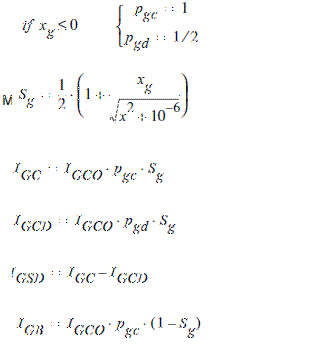 if x_g < 0 { p_gc :: 1
p_gd :: 1/2
M S_g :: 1/2 · (1 + x_g / √(x^2 + 10^-6))
I_GC :: I_GCO · p_gc · S_g
I_GCD :: I_GCO · p_gd · S_g
I_GSD :: I_GC − I_GCD
I_GB :: I_GCO · p_gc · (1 − S_g)